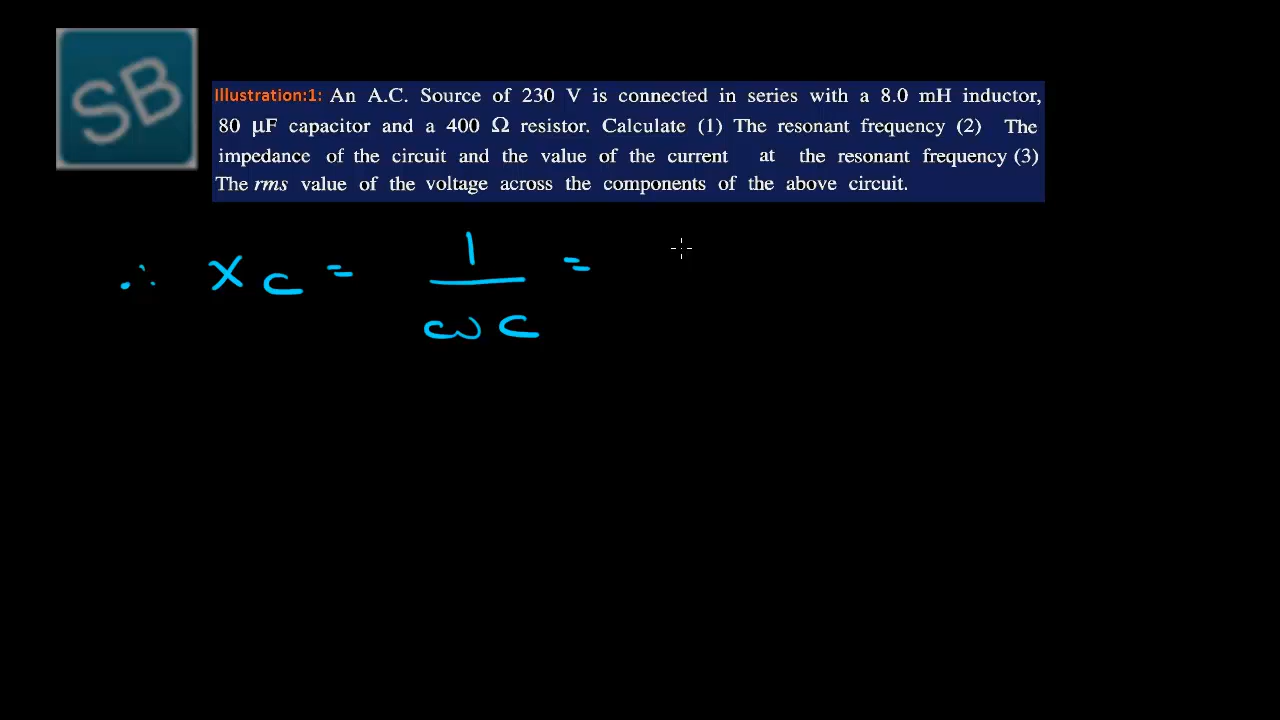 SB
Illustration:1: An A.C. Source of 230 V is connected in series with a 8.0 mH inductor,
80 μF capacitor and a 400 Ω resistor. Calculate (1) The resonant frequency (2) The
impedance of the circuit and the value of the current at the resonant frequency (3)
The rms value of the voltage across the components of the above circuit.
∴ XC = 1/ωC =